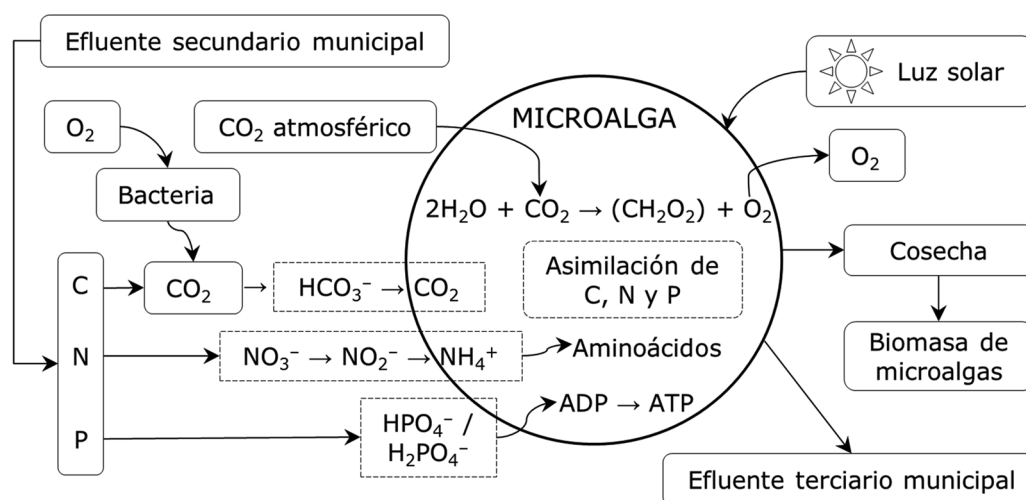 Efluente secundario municipal
O₂
CO₂ atmosférico
MICROALGA
Luz solar
O₂
Bacteria
2H₂O + CO₂ → (CH₂O₂) + O₂
Cosecha
C
CO₂ → HCO₃⁻ → CO₂
Asimilación de
C, N y P
N
NO₃⁻ → NO₂⁻ → NH₄⁺
Aminoácidos
Biomasa de
microalgas
P
HPO₄⁻ /
H₂PO₄⁻
ADP → ATP
Efluente terciario municipal